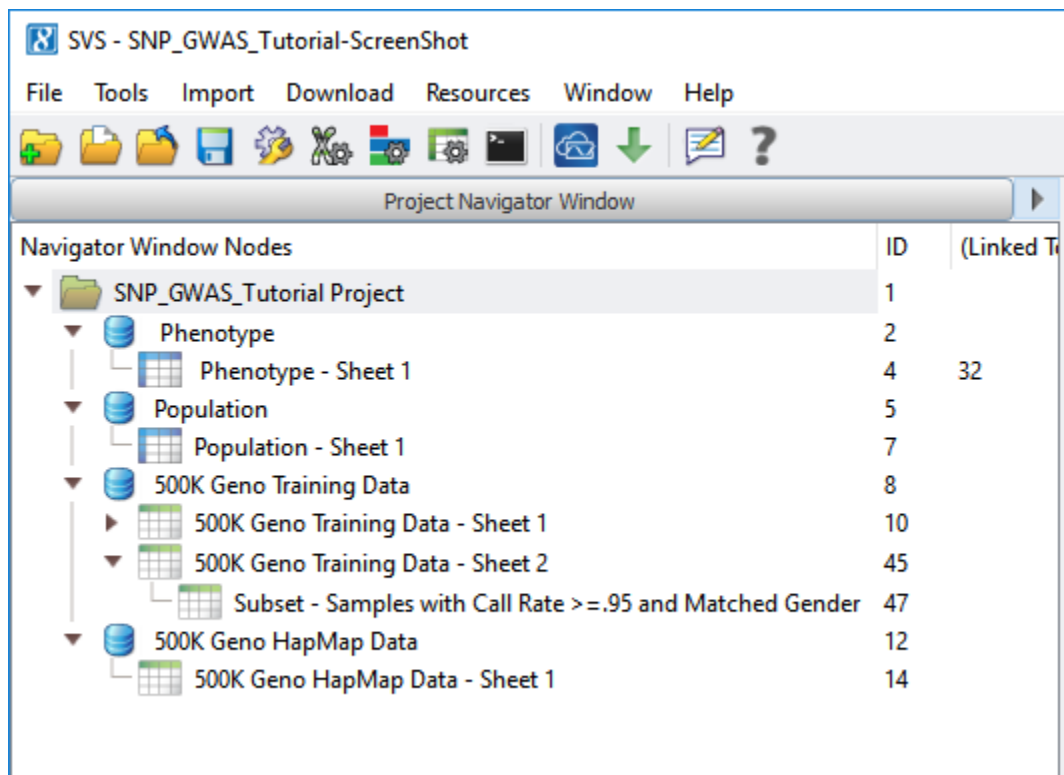 SVS - SNP_GWAS_Tutorial-ScreenShot
File Tools Import Download Resources Window Help
Project Navigator Window
Navigator Window Nodes ID (Linked
SNP_GWAS_Tutorial Project 1
Phenotype 2
Phenotype - Sheet 1 4 32
Population 5
Population - Sheet 1 7
500K Geno Training Data 8
500K Geno Training Data - Sheet 1 10
500K Geno Training Data - Sheet 2 45
Subset - Samples with Call Rate >=.95 and Matched Gender 47
500K Geno HapMap Data 12
500K Geno HapMap Data - Sheet 1 14